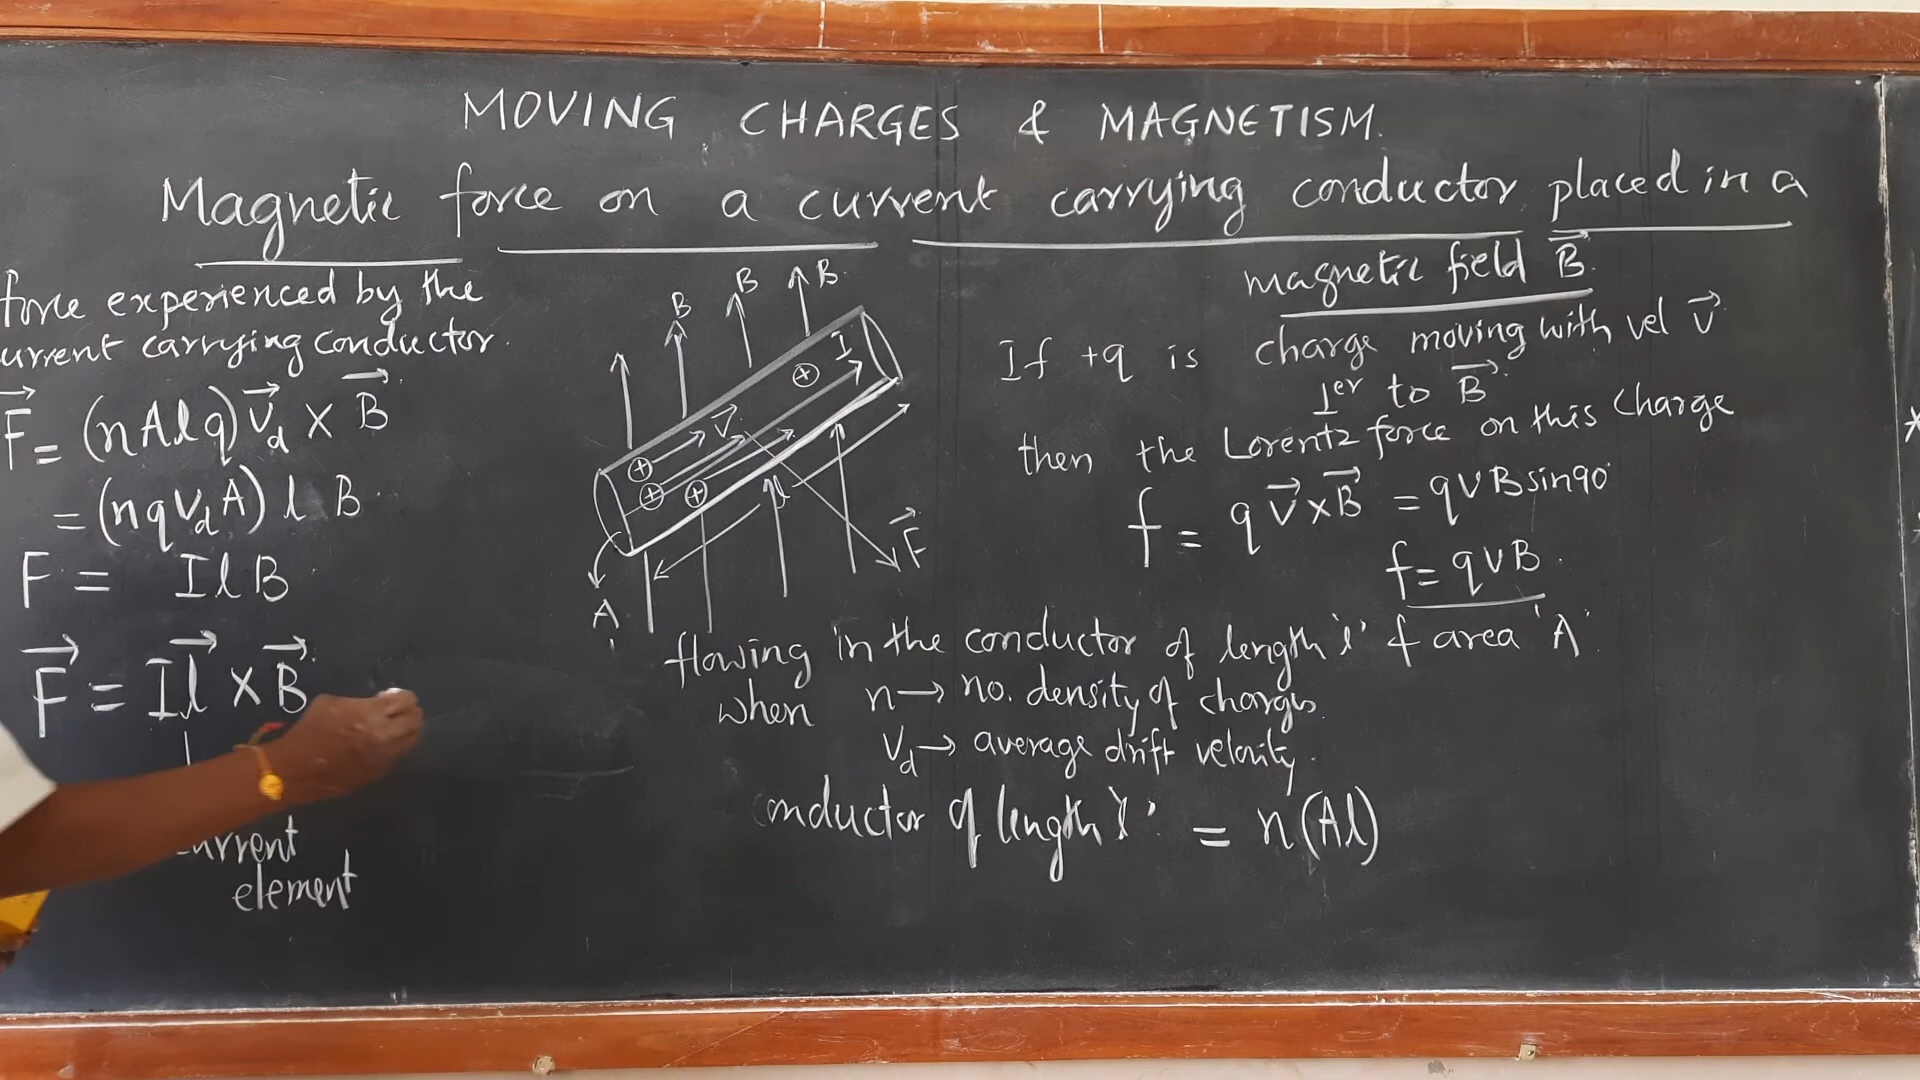 MOVING CHARGES & MAGNETISM.
Magnetic force on a current carrying conductor placed in a
magnetic field B⃗.
force experienced by the
urrent carrying conductor.
F⃗ = (nAlq) v⃗d × B⃗
= (nqvdA) l B
F = IlB
F⃗ = Il⃗ × B⃗
urrent
element
B
B
B
I
v⃗
l
F⃗
A
If +q is charge moving with vel v⃗
⊥er to B⃗
then the Lorentz force on this charge
f = q v⃗×B⃗ = qvBsin90°
f = qvB
flowing in the conductor of length 'l' & area 'A'
when n → no. density of charges.
vd → average drift velocity.
conductor of length 'l' = n(Al)